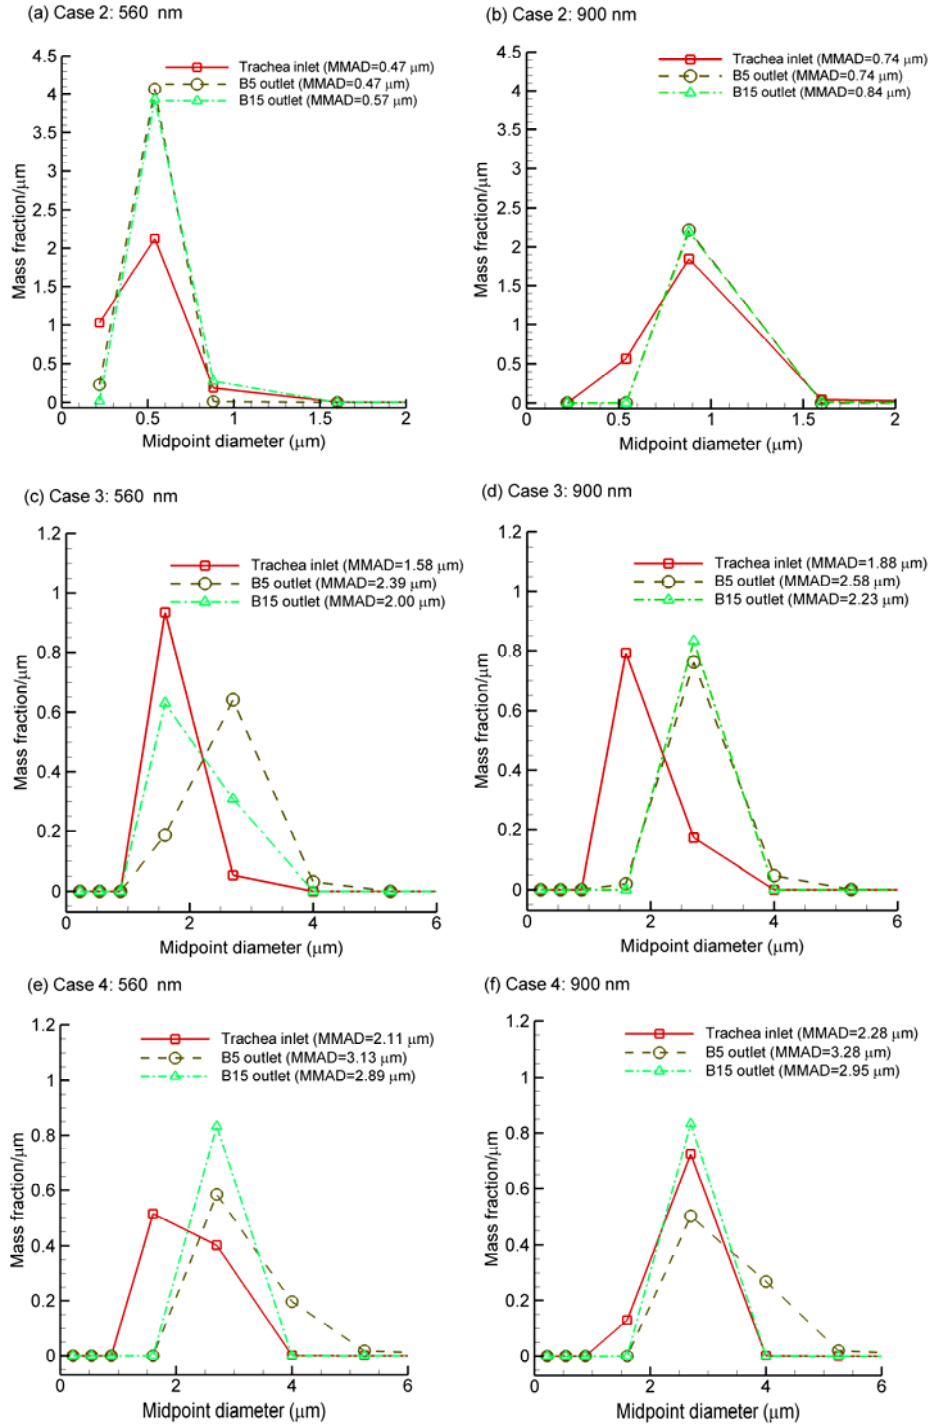 (a) Case 2: 560 nm
Trachea inlet (MMAD=0.47 μm)
B5 outlet (MMAD=0.47 μm)
B15 outlet (MMAD=0.57 μm)
4.5
4
4.5
3
2.5
2
1.5
1
0.5
0
Mass fraction/μm
0 0.5 1 1.5 2
Midpoint diameter (μm)
(b) Case 2: 900 nm
Trachea inlet (MMAD=0.74 μm)
B5 outlet (MMAD=0.74 μm)
B15 outlet (MMAD=0.84 μm)
4.5
4
4.5
3
2.5
2
1.5
1
0.5
0
Mass fraction/μm
0 0.5 1 1.5 2
Midpoint diameter (μm)
(c) Case 3: 560 nm
Trachea inlet (MMAD=1.58 μm)
B5 outlet (MMAD=2.39 μm)
B15 outlet (MMAD=2.00 μm)
1.2
1
0.8
0.6
0.4
0.2
0
Mass fraction/μm
0 2 4 6
Midpoint diameter (μm)
(d) Case 3: 900 nm
Trachea inlet (MMAD=1.88 μm)
B5 outlet (MMAD=2.58 μm)
B15 outlet (MMAD=2.23 μm)
1.2
1
0.8
0.6
0.4
0.2
0
Mass fraction/μm
0 2 4 6
Midpoint diameter (μm)
(e) Case 4: 560 nm
Trachea inlet (MMAD=2.11 μm)
B5 outlet (MMAD=3.13 μm)
B15 outlet (MMAD=2.89 μm)
1.2
1
0.8
0.6
0.4
0.2
0
Mass fraction/μm
0 2 4 6
Midpoint diameter (μm)
(f) Case 4: 900 nm
Trachea inlet (MMAD=2.28 μm)
B5 outlet (MMAD=3.28 μm)
B15 outlet (MMAD=2.95 μm)
1.2
1
0.8
0.6
0.4
0.2
0
Mass fraction/μm
0 2 4 6
Midpoint diameter (μm)